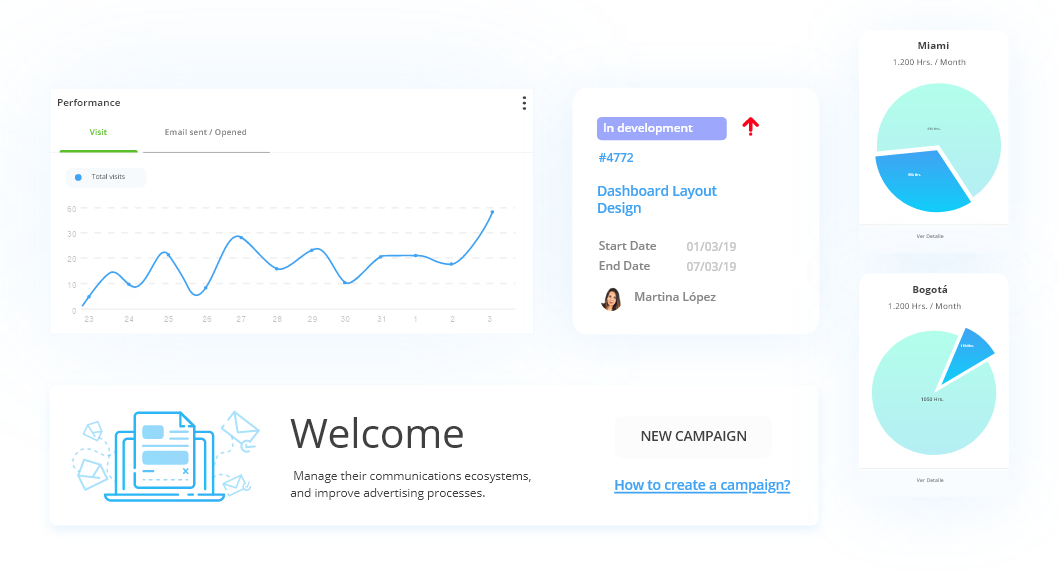 Performance
Visit
Email sent / Opened
Total visits
50
30
20
10
0
23
24
25
26
27
28
29
30
31
1
2
3
In development
#4772
Dashboard Layout
Design
Start Date 01/03/19
End Date 07/03/19
Martina López
Miami
1.200 Hrs. / Month
Ver Detalle
Bogotá
1.200 Hrs. / Month
1050 Hrs.
Ver Detalle
Welcome
Manage their communications ecosystems,
and improve advertising processes.
NEW CAMPAIGN
How to create a campaign?